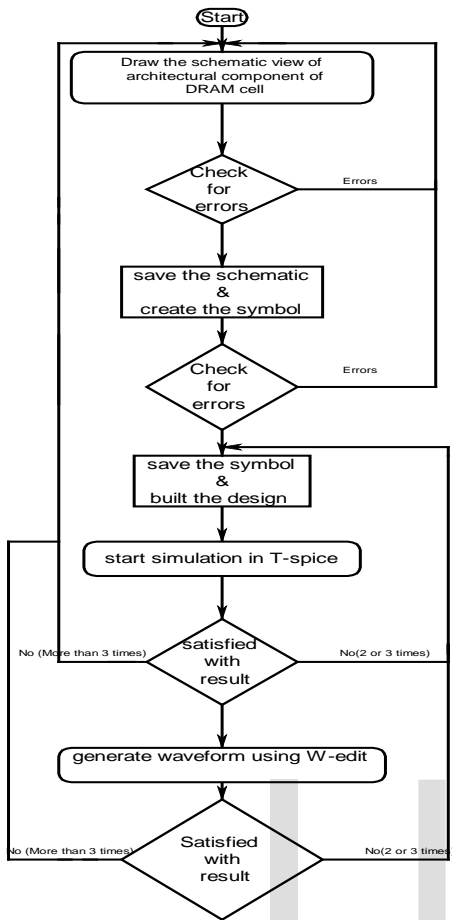 Start
Draw the schematic view of
architectural component of
DRAM cell
Check
for
errors
Errors
save the schematic
&
create the symbol
Check
for
errors
Errors
save the symbol
&
built the design
start simulation in T-spice
No (More than 3 times)
satisfied
with
result
No(2 or 3 times)
generate waveform using W-edit
No (More than 3 times)
Satisfied
with
result
No(2 or 3 times